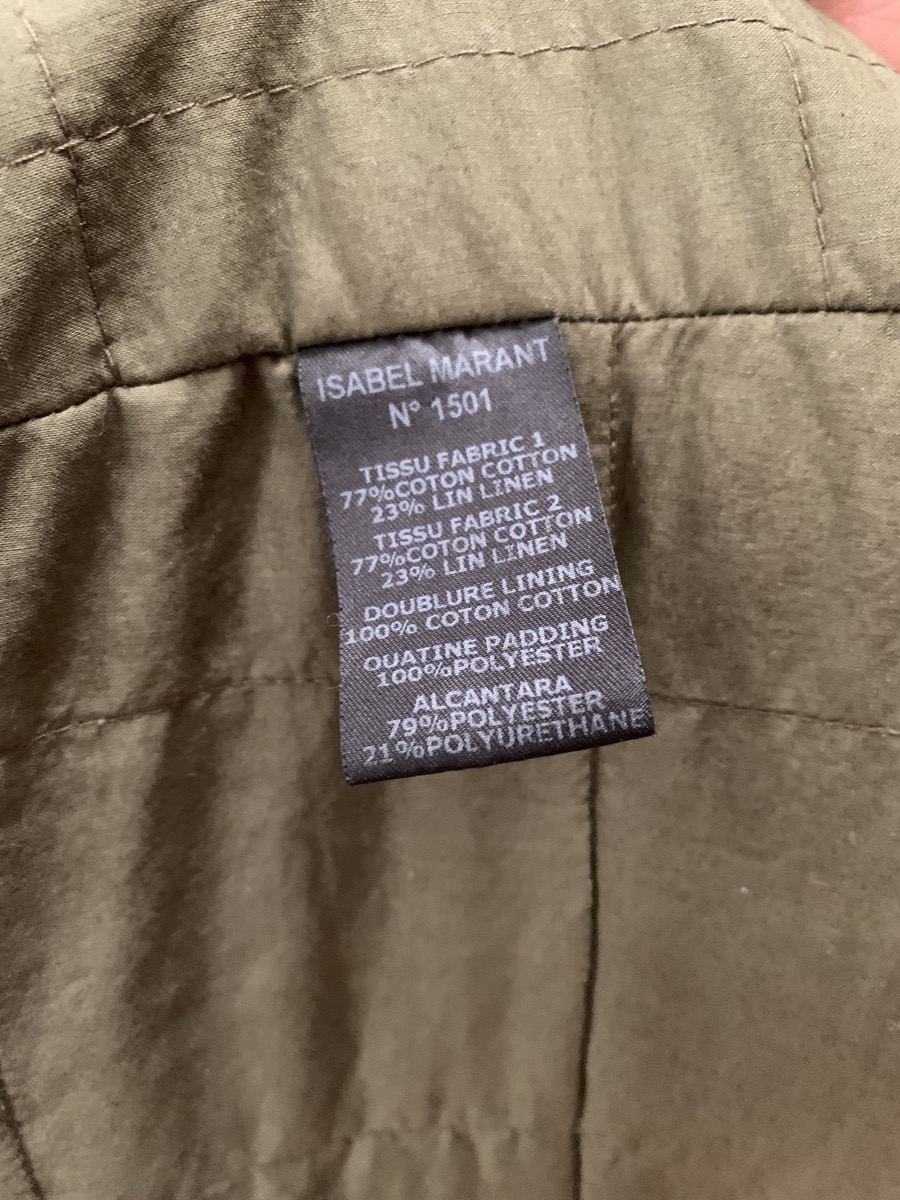 ISABEL MARANT
N° 1501
TISSU FABRIC 1
77%COTON COTTON
23% LIN LINEN
TISSU FABRIC 2
77%COTON COTTON
23% LIN LINEN
DOUBLURE LINING
100% COTON COTTON
OUATINE PADDING
100%POLYESTER
ALCANTARA
79%POLYESTER
21%POLYURETHANE